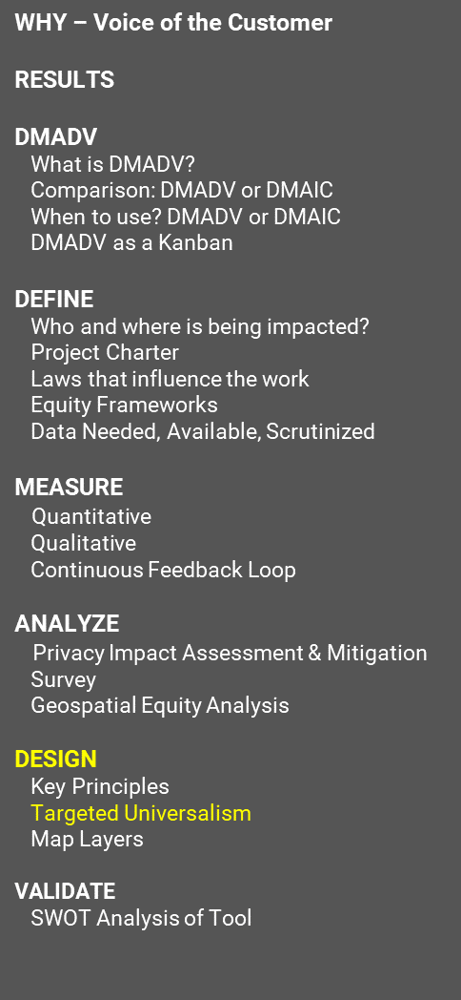 WHY – Voice of the Customer
RESULTS
DMADV
What is DMADV?
Comparison: DMADV or DMAIC
When to use? DMADV or DMAIC
DMADV as a Kanban
DEFINE
Who and where is being impacted?
Project Charter
Laws that influence the work
Equity Frameworks
Data Needed, Available, Scrutinized
MEASURE
Quantitative
Qualitative
Continuous Feedback Loop
ANALYZE
Privacy Impact Assessment & Mitigation
Survey
Geospatial Equity Analysis
DESIGN
Key Principles
Targeted Universalism
Map Layers
VALIDATE
SWOT Analysis of Tool